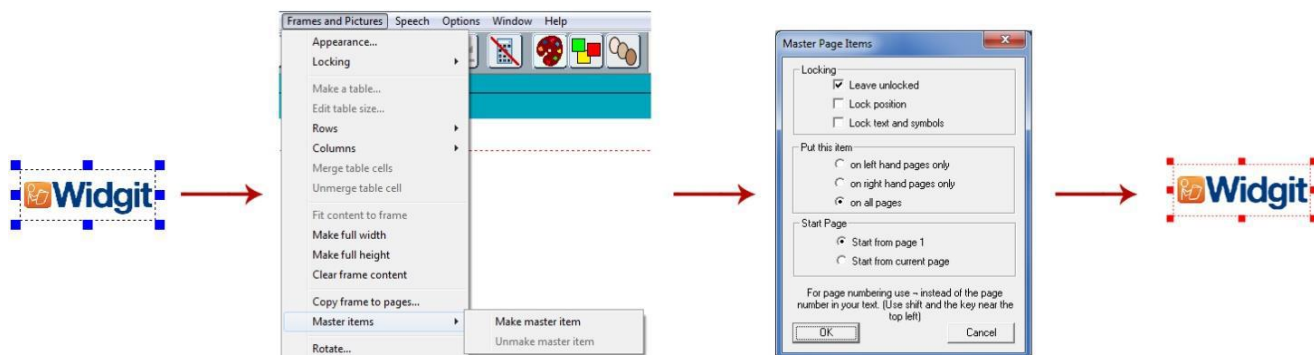 Widgit
Frames and Pictures Speech Options Window Help
Appearance...
Locking
Make a table...
Edit table size...
Rows
Columns
Merge table cells
Unmerge table cell
Fit content to frame
Make full width
Make full height
Clear frame content
Copy frame to pages...
Master items
Rotate...
Make master item
Unmake master item
Master Page Items
Locking
Leave unlocked
Lock position
Lock text and symbols
Put this item
on left hand pages only
on right hand pages only
on all pages
Start Page
Start from page 1
Start from current page
For page numbering use ¬ instead of the page
number in your text. (Use shift and the key near the
top left)
OK Cancel
Widgit